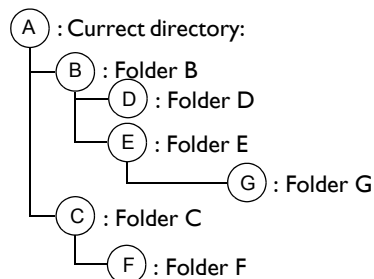 A : Currect directory:
B : Folder B
D : Folder D
E : Folder E
G : Folder G
C : Folder C
F : Folder F